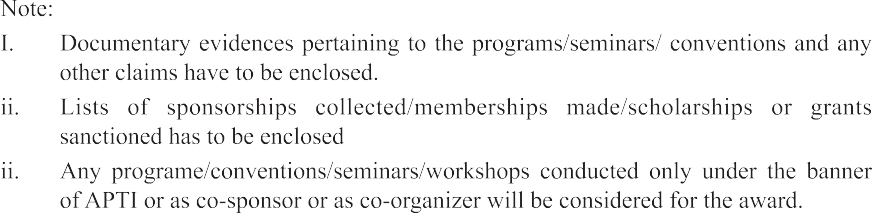 Note:
I. Documentary evidences pertaining to the programs/seminars/ conventions and any
other claims have to be enclosed.
ii. Lists of sponsorships collected/memberships made/scholarships or grants
sanctioned has to be enclosed
ii. Any programe/conventions/seminars/workshops conducted only under the banner
of APTI or as co-sponsor or as co-organizer will be considered for the award.